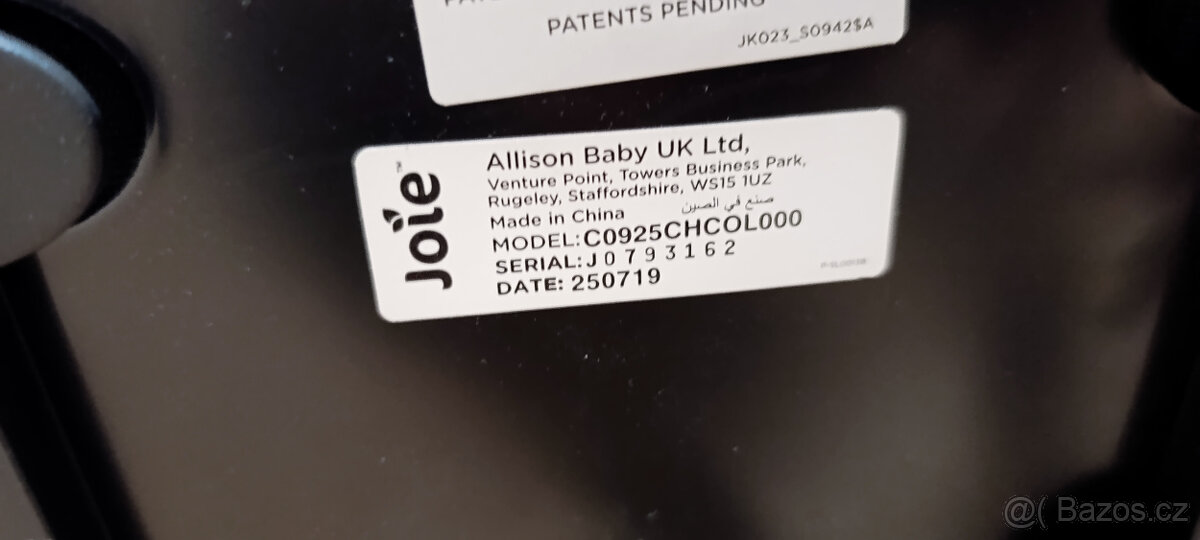 PATENTS PENDING
JK023_S0942$A
Joie
Allison Baby UK Ltd,
Venture Point, Towers Business Park,
Rugeley, Staffordshire, WS15 1UZ
Made in China صنع في الصين
MODEL: C0925CHCOL000
SERIAL: J0793162
DATE: 250719
@( Bazos.cz